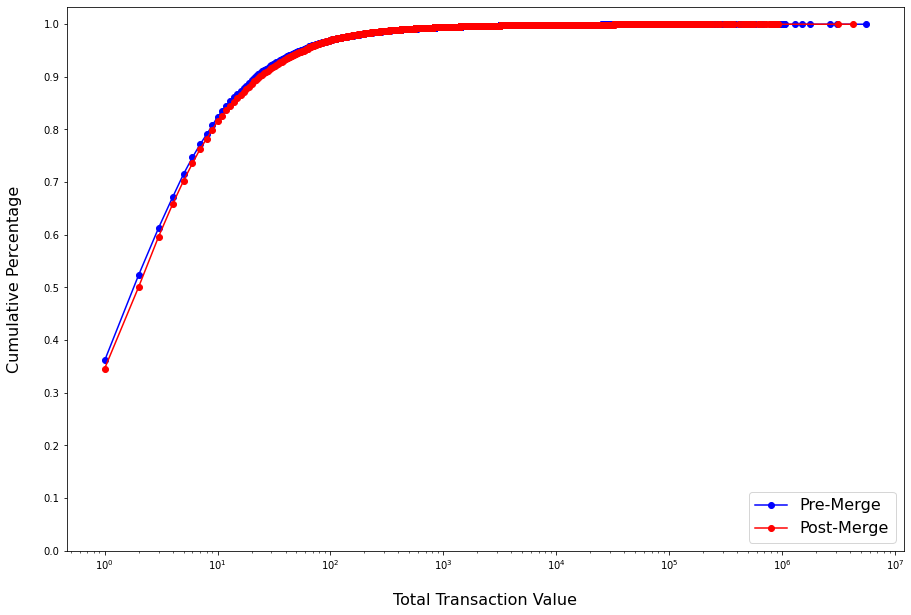 1.0
0.9
0.8
0.7
0.6
0.5
0.4
0.3
0.2
0.1
0.0
Cumulative Percentage
Pre-Merge
Post-Merge
10⁰ 10¹ 10² 10³ 10⁴ 10⁵ 10⁶ 10⁷
Total Transaction Value